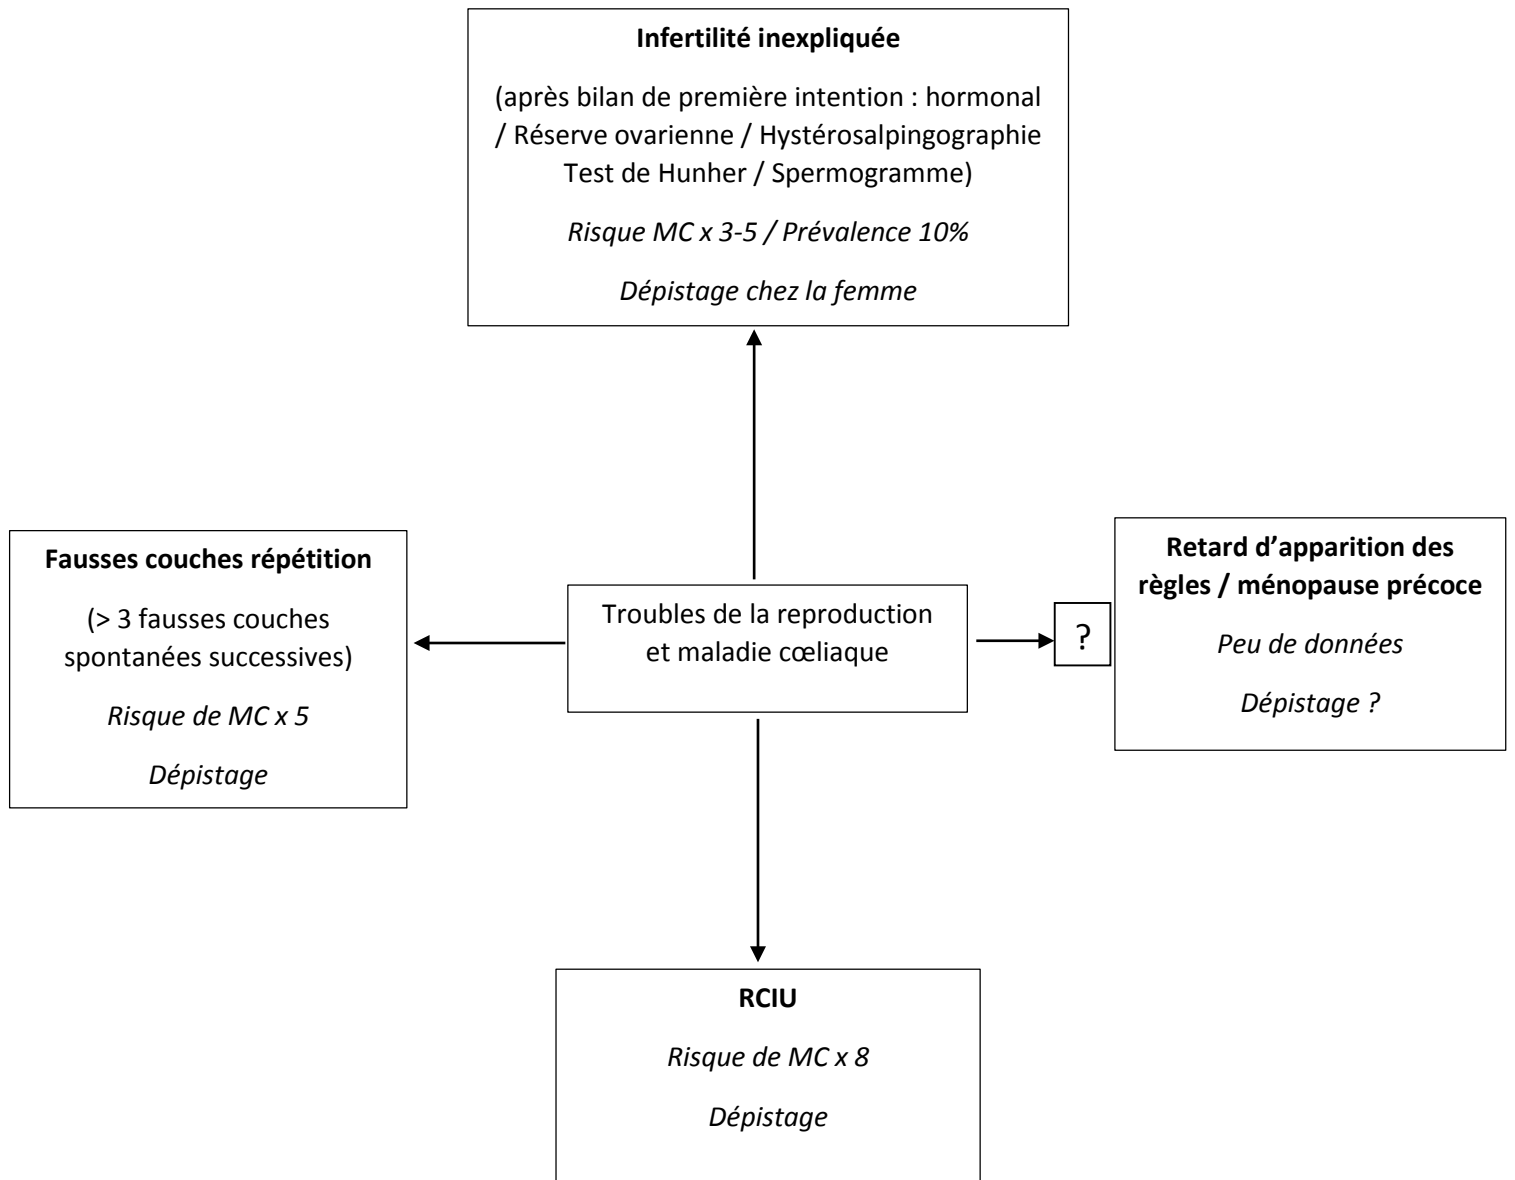 Infertilité inexpliquée
(après bilan de première intention : hormonal
/ Réserve ovarienne / Hystérosalpingographie
Test de Hunher / Spermogramme)
Risque MC x 3-5 / Prévalence 10%
Dépistage chez la femme
Fausses couches répétition
(> 3 fausses couches
spontanées successives)
Risque de MC x 5
Dépistage
Troubles de la reproduction
et maladie cœliaque
?
Retard d’apparition des
règles / ménopause précoce
Peu de données
Dépistage ?
RCIU
Risque de MC x 8
Dépistage